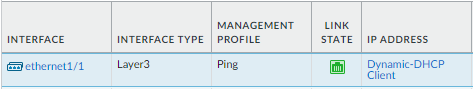 INTERFACE INTERFACE TYPE MANAGEMENT PROFILE LINK STATE IP ADDRESS
ethernet1/1 Layer3 Ping Dynamic-DHCP Client